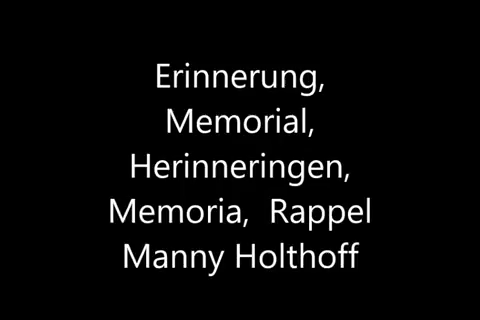 Erinnerung,
Memorial,
Herinneringen,
Memoria,  Rappel
Manny Holthoff